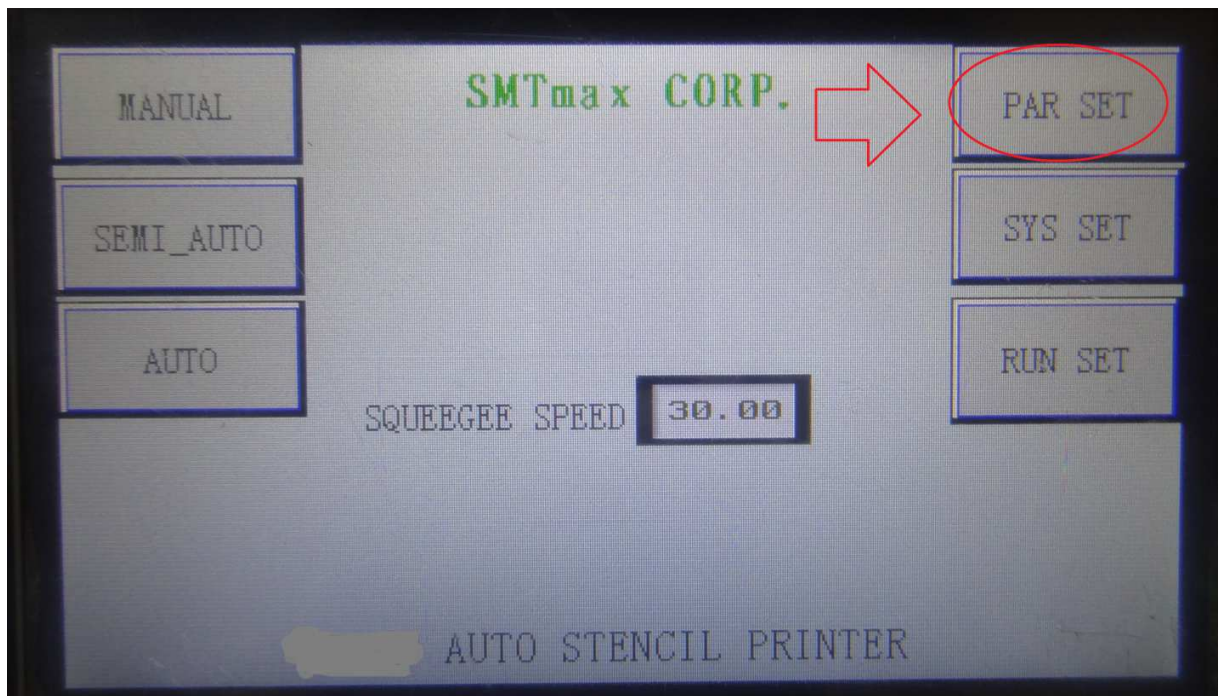 MANUAL
SMTmax CORP.
PAR SET
SEMI_AUTO
SYS SET
AUTO
RUN SET
SQUEEGEE SPEED 30.00
AUTO STENCIL PRINTER